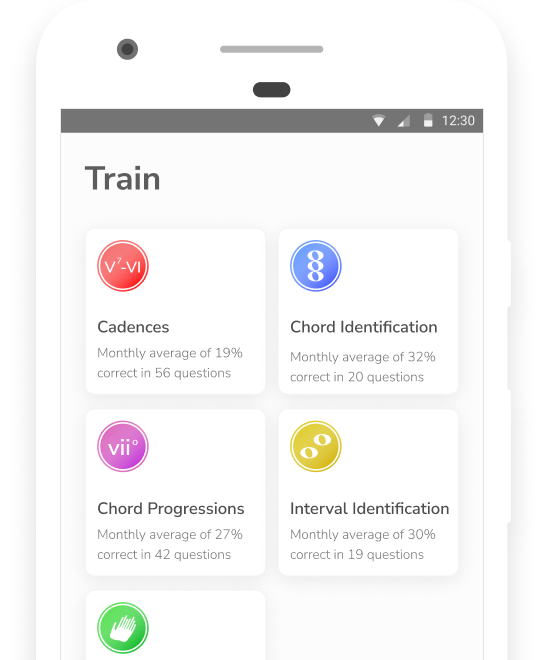 12:30
Train
V7-VI
Cadences
Monthly average of 19%
correct in 56 questions
Chord Identification
Monthly average of 32%
correct in 20 questions
vii°
Chord Progressions
Monthly average of 27%
correct in 42 questions
Interval Identification
Monthly average of 30%
correct in 19 questions